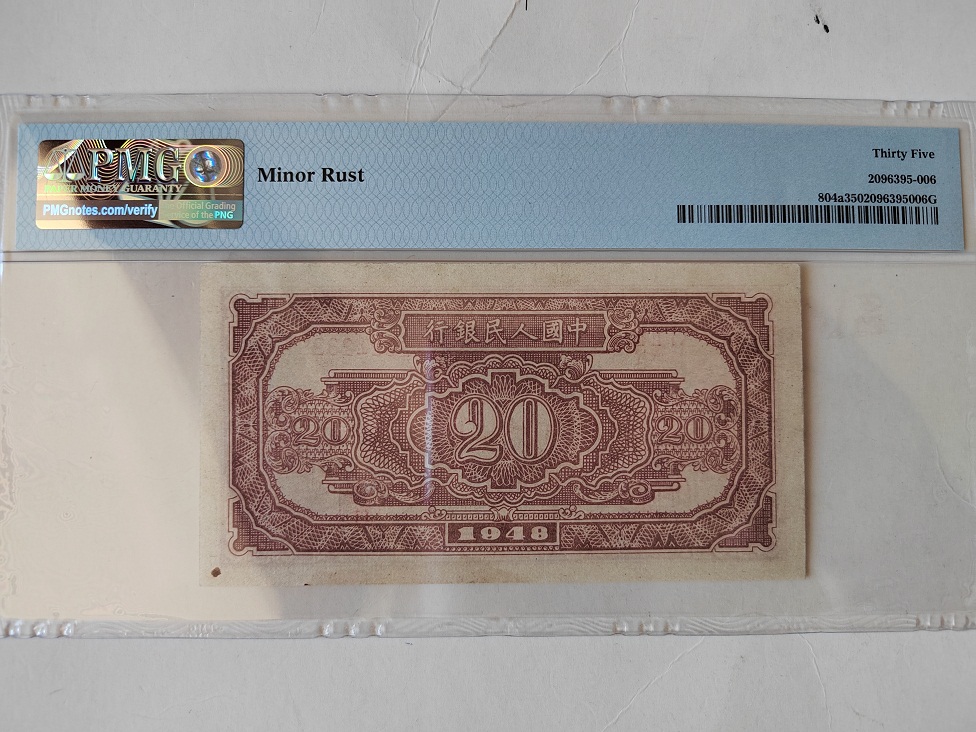 PMG
PAPER MONEY GUARANTY
PMGnotes.com/verify
Official Grading
Service of the PNG
Minor Rust
Thirty Five
2096395-006
804a3502096395006G
行銀民人國中
20
20
20
1948